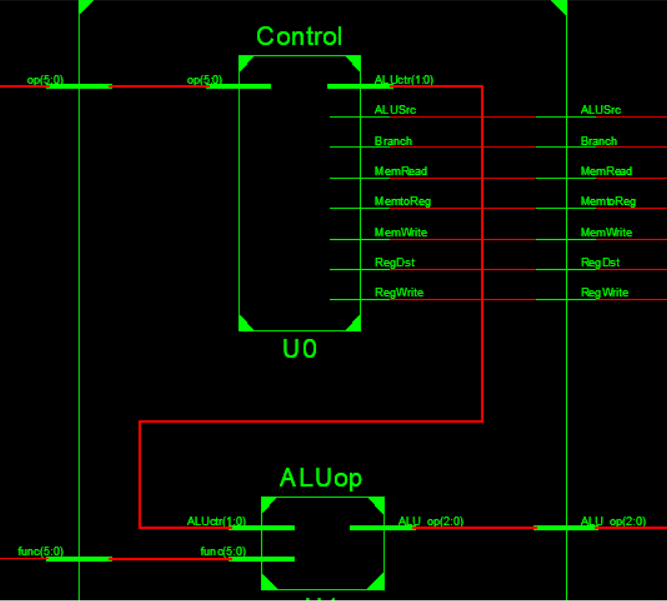 Control
op(5:0) op(5:0) ALUctr(1:0)
ALUSrc ALUSrc
Branch Branch
MemRead MemRead
MemtoReg MemtoReg
MemWrite MemWrite
RegDst RegDst
RegWrite RegWrite
U0
ALUop
ALUctr(1:0) ALU_op(2:0) ALU_op(2:0)
func(5:0) func(5:0)